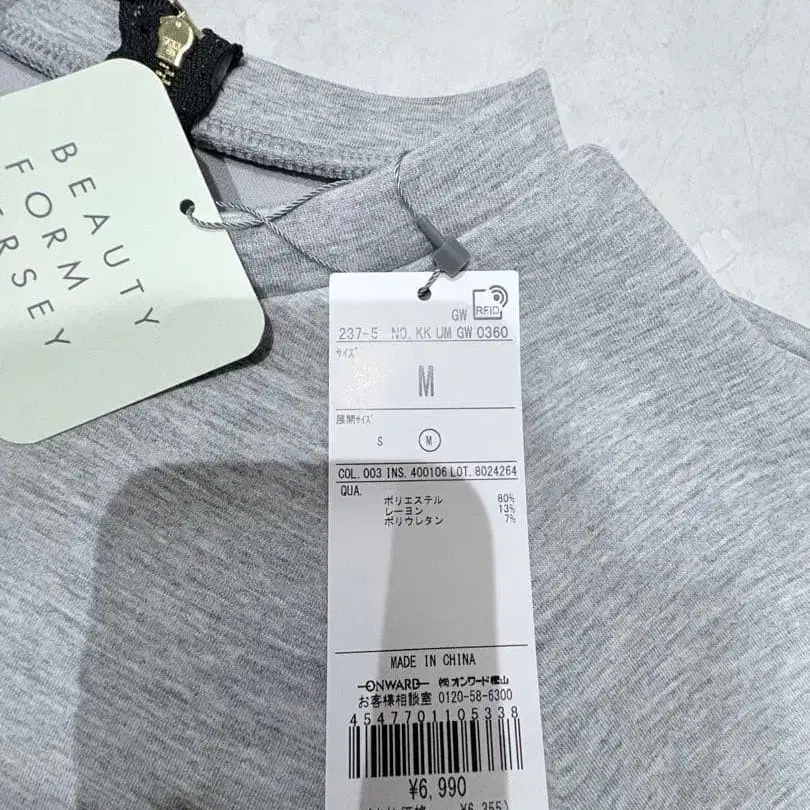 BEAUTY
FORM
JERSEY
GW RFID
237-5 NO. KK UM GW 0360
サイズ
M
展開サイズ
S M
COL. 003 INS. 400106 LOT. 8024264
QUA.
ポリエステル 80%
レーヨン 13%
ポリウレタン 7%
MADE IN CHINA
ONWARD ㈱オンワード樫山
お客様相談室 0120-58-6300
4547701105338
¥6,990
¥6,355)